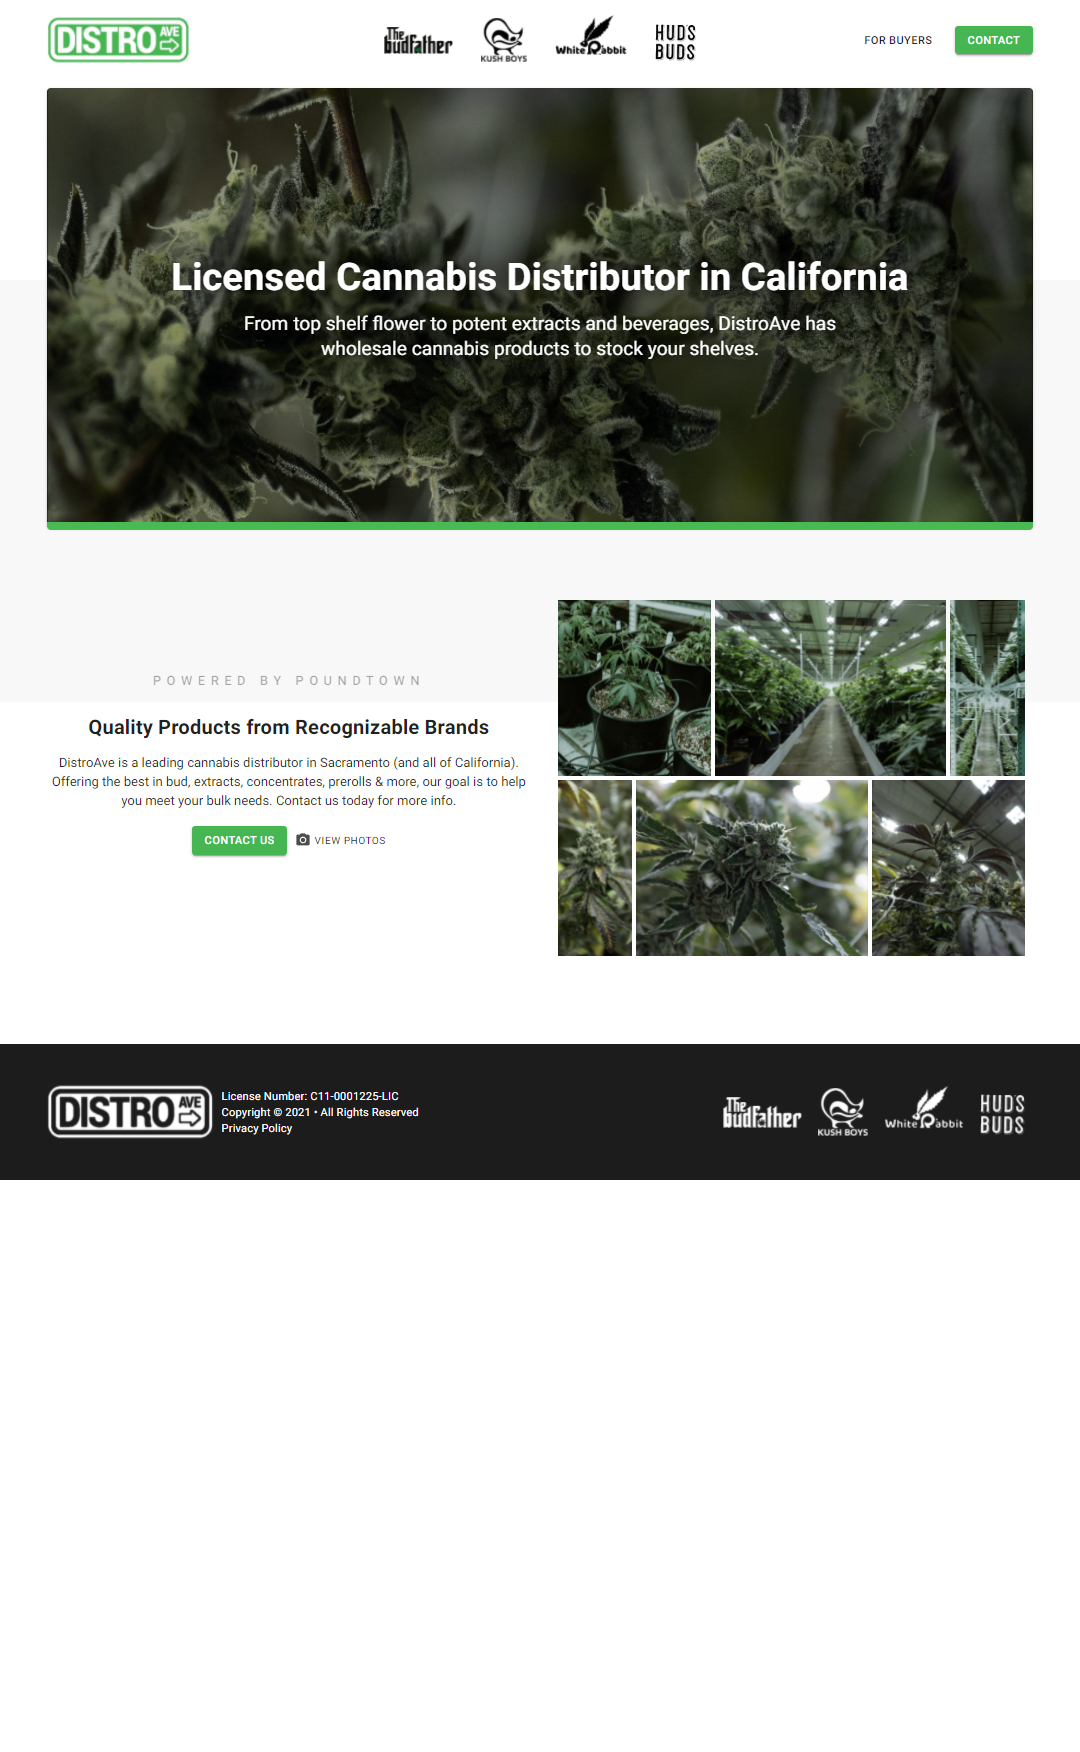 DISTRO AVE
The Budfather
KUSH BOYS
White Rabbit
HUD'S BUDS
FOR BUYERS
CONTACT
Licensed Cannabis Distributor in California
From top shelf flower to potent extracts and beverages, DistroAve has
wholesale cannabis products to stock your shelves.
POWERED BY POUNDTOWN
Quality Products from Recognizable Brands
DistroAve is a leading cannabis distributor in Sacramento (and all of California).
Offering the best in bud, extracts, concentrates, prerolls & more, our goal is to help
you meet your bulk needs. Contact us today for more info.
CONTACT US
VIEW PHOTOS
DISTRO AVE
License Number: C11-0001225-LIC
Copyright © 2021 • All Rights Reserved
Privacy Policy
The Budfather
KUSH BOYS
White Rabbit
HUDS BUDS